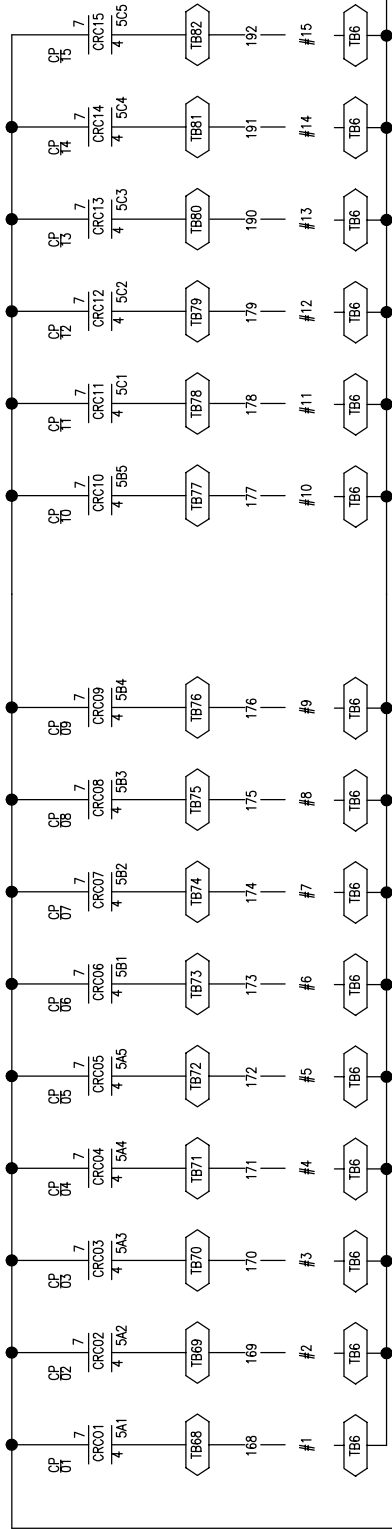 CP
01
7
CRC01
4 5A1
TB68
168
#1
TB6
CP
02
7
CRC02
4 5A2
TB69
169
#2
TB6
CP
03
7
CRC03
4 5A3
TB70
170
#3
TB6
CP
04
7
CRC04
4 5A4
TB71
171
#4
TB6
CP
05
7
CRC05
4 5A5
TB72
172
#5
TB6
CP
06
7
CRC06
4 5B1
TB73
173
#6
TB6
CP
07
7
CRC07
4 5B2
TB74
174
#7
TB6
CP
08
7
CRC08
4 5B3
TB75
175
#8
TB6
CP
09
7
CRC09
4 5B4
TB76
176
#9
TB6
CP
10
7
CRC10
4 5B5
TB77
177
#10
TB6
CP
11
7
CRC11
4 5C1
TB78
178
#11
TB6
CP
12
7
CRC12
4 5C2
TB79
179
#12
TB6
CP
13
7
CRC13
4 5C3
TB80
190
#13
TB6
CP
14
7
CRC14
4 5C4
TB81
191
#14
TB6
CP
15
7
CRC15
4 5C5
TB82
192
#15
TB6